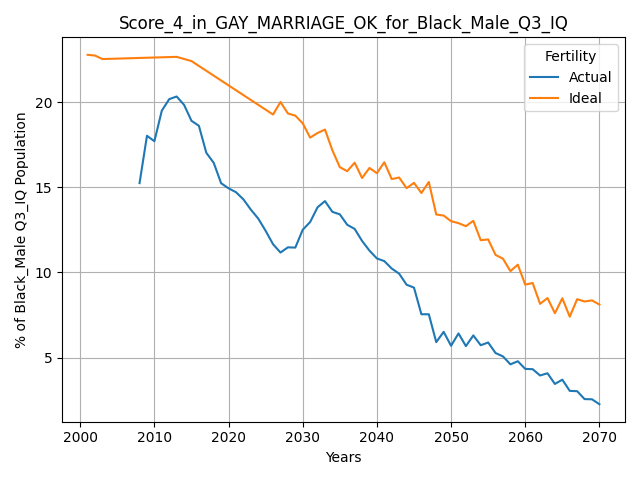 Score_4_in_GAY_MARRIAGE_OK_for_Black_Male_Q3_IQ
Fertility
Actual
Ideal
% of Black_Male Q3_IQ Population
20
15
10
5
2000 2010 2020 2030 2040 2050 2060 2070
Years